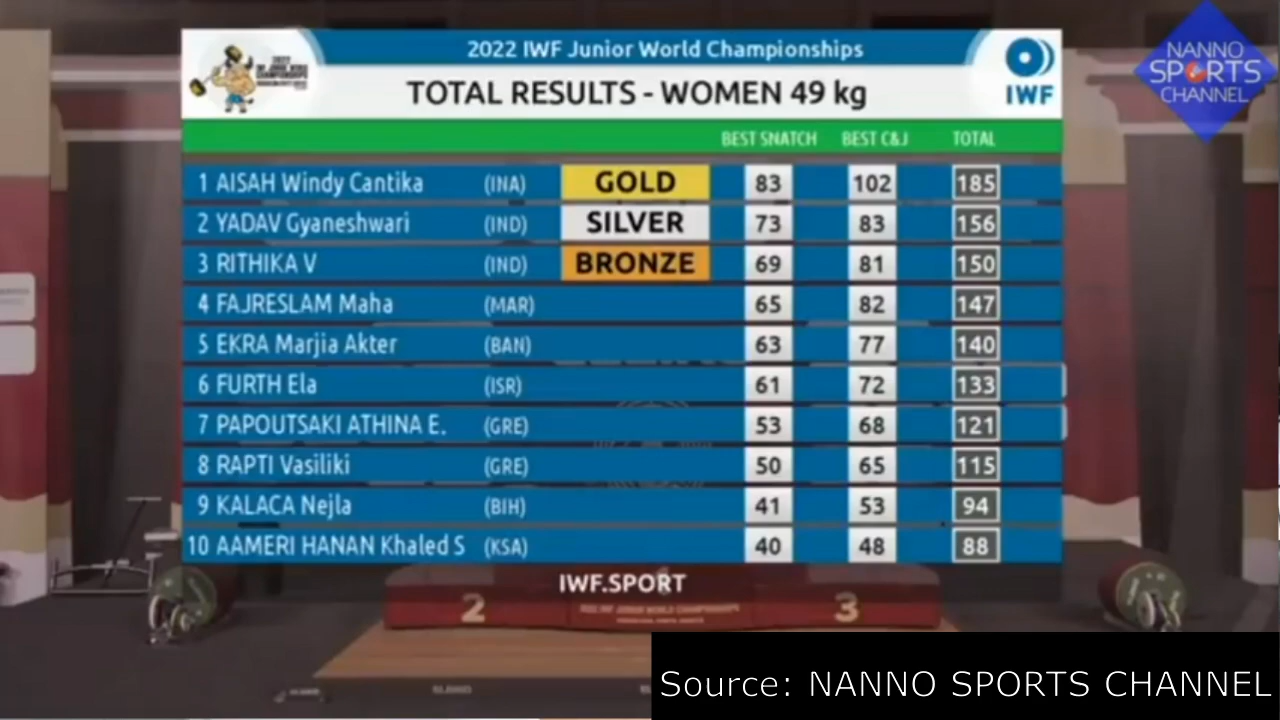 2022 IWF Junior World Championships
TOTAL RESULTS - WOMEN 49 kg
IWF
NANNO
SPORTS
CHANNEL
BEST SNATCH BEST C&J TOTAL
1 AISAH Windy Cantika (INA) GOLD 83 102 185
2 YADAV Gyaneshwari (IND) SILVER 73 83 156
3 RITHIKA V (IND) BRONZE 69 81 150
4 FAJRESLAM Maha (MAR) 65 82 147
5 EKRA Marjia Akter (BAN) 63 77 140
6 FURTH Ela (ISR) 61 72 133
7 PAPOUTSAKI ATHINA E. (GRE) 53 68 121
8 RAPTI Vasiliki (GRE) 50 65 115
9 KALACA Nejla (BIH) 41 53 94
10 AAMERI HANAN Khaled S (KSA) 40 48 88
IWF.SPORT
2 3
Source: NANNO SPORTS CHANNEL